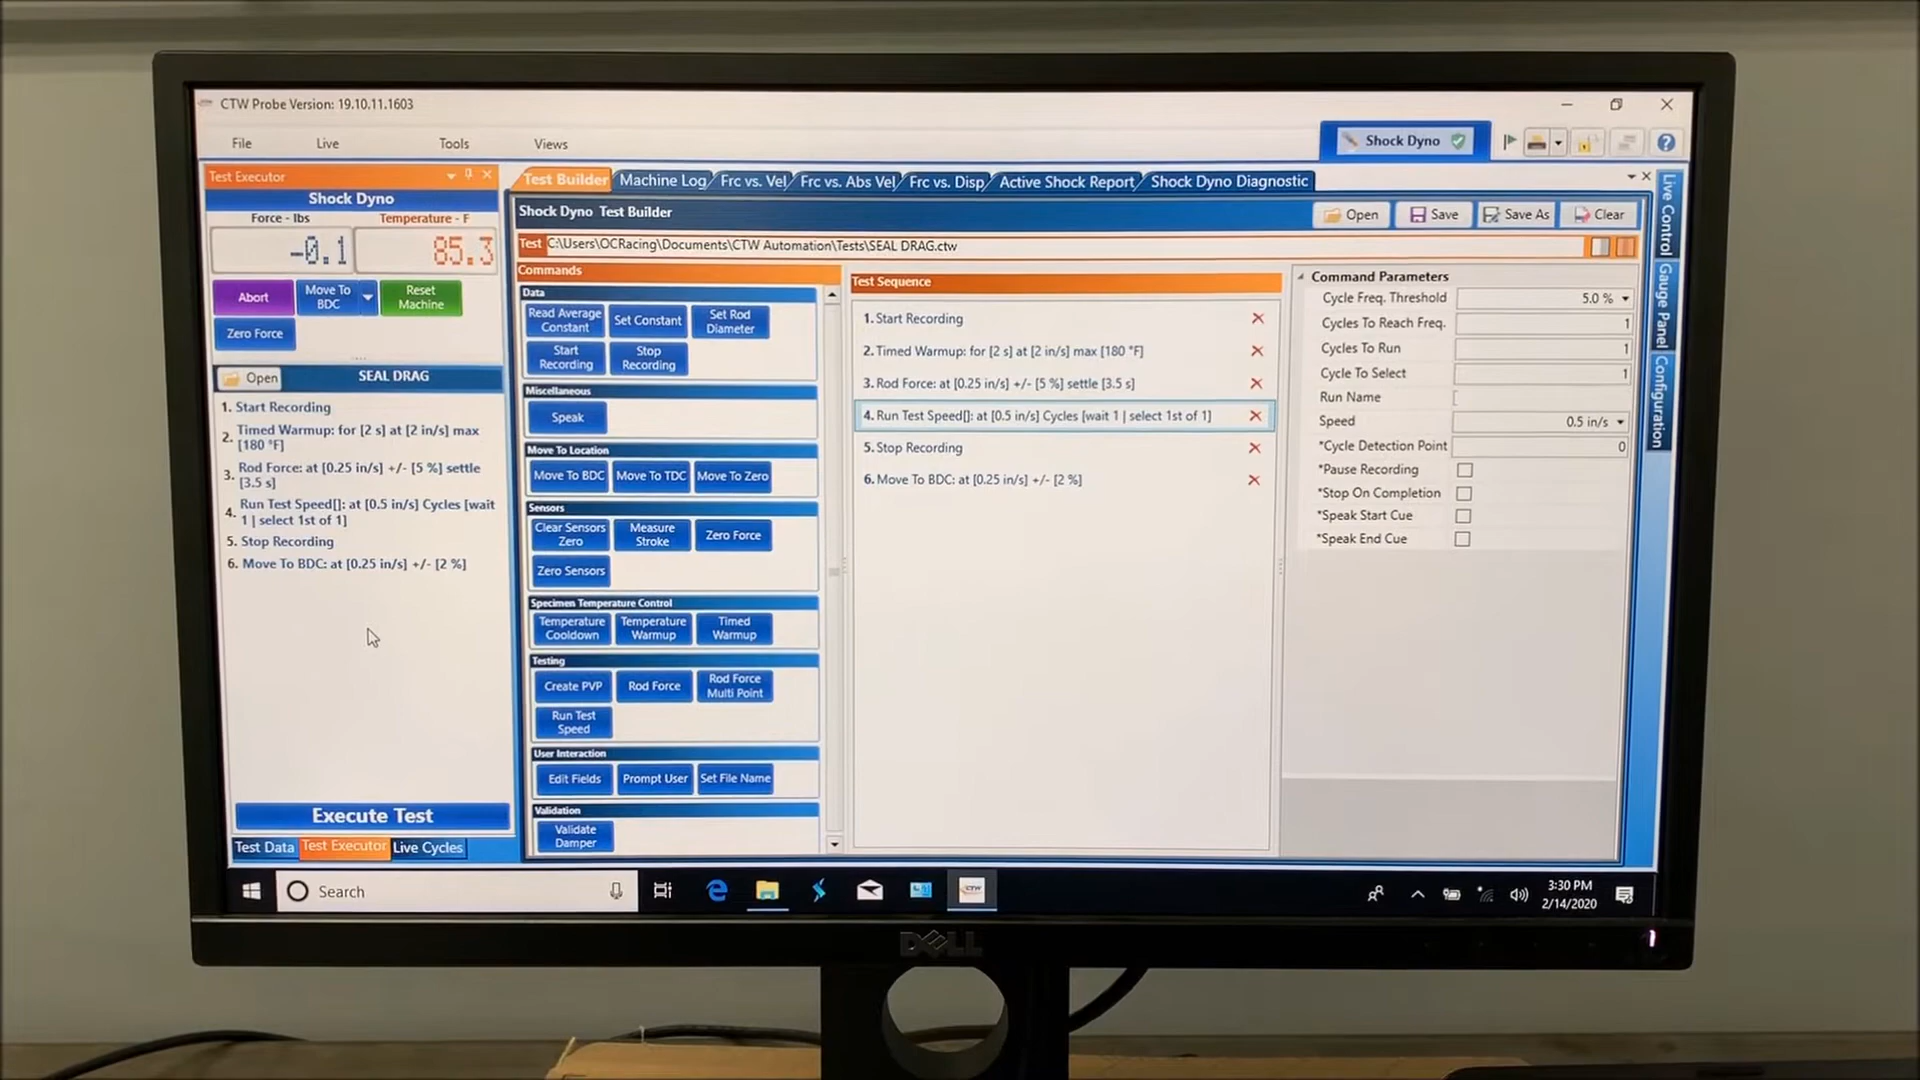 CTW Probe Version: 19.10.11.1603
File Live Tools Views
Shock Dyno
Test Executor
Shock Dyno
Force - lbs Temperature - F
-0.1 85.3
Abort
Move To BDC
Reset Machine
Zero Force
Open SEAL DRAG
1. Start Recording
2. Timed Warmup: for [2 s] at [2 in/s] max
[180 °F]
3. Rod Force: at [0.25 in/s] +/- [5 %] settle
[3.5 s]
4. Run Test Speed[]: at [0.5 in/s] Cycles [wait
1 | select 1st of 1]
5. Stop Recording
6. Move To BDC: at [0.25 in/s] +/- [2 %]
Execute Test
Test Data Test Executor Live Cycles
Test Builder Machine Log Frc vs. Vel Frc vs. Abs Vel Frc vs. Disp Active Shock Report Shock Dyno Diagnostic
Shock Dyno Test Builder
Open Save Save As Clear
Test C:\Users\OCRacing\Documents\CTW Automation\Tests\SEAL DRAG.ctw
Commands
Data
Read Average Constant
Set Constant
Set Rod Diameter
Start Recording
Stop Recording
Miscellaneous
Speak
Move To Location
Move To BDC Move To TDC Move To Zero
Sensors
Clear Sensors Zero
Measure Stroke
Zero Force
Zero Sensors
Specimen Temperature Control
Temperature Cooldown
Temperature Warmup
Timed Warmup
Testing
Create PVP
Rod Force
Rod Force Multi Point
Run Test Speed
User Interaction
Edit Fields Prompt User Set File Name
Validation
Validate Damper
Test Sequence
1. Start Recording
2. Timed Warmup: for [2 s] at [2 in/s] max [180 °F]
3. Rod Force: at [0.25 in/s] +/- [5 %] settle [3.5 s]
4. Run Test Speed[]: at [0.5 in/s] Cycles [wait 1 | select 1st of 1]
5. Stop Recording
6. Move To BDC: at [0.25 in/s] +/- [2 %]
Command Parameters
Cycle Freq. Threshold 5.0 %
Cycles To Reach Freq. 1
Cycles To Run 1
Cycle To Select 1
Run Name
Speed 0.5 in/s
*Cycle Detection Point 0
*Pause Recording
*Stop On Completion
*Speak Start Cue
*Speak End Cue
Live Control
Gauge Panel
Configuration
Search
CTW
3:30 PM
2/14/2020
DELL